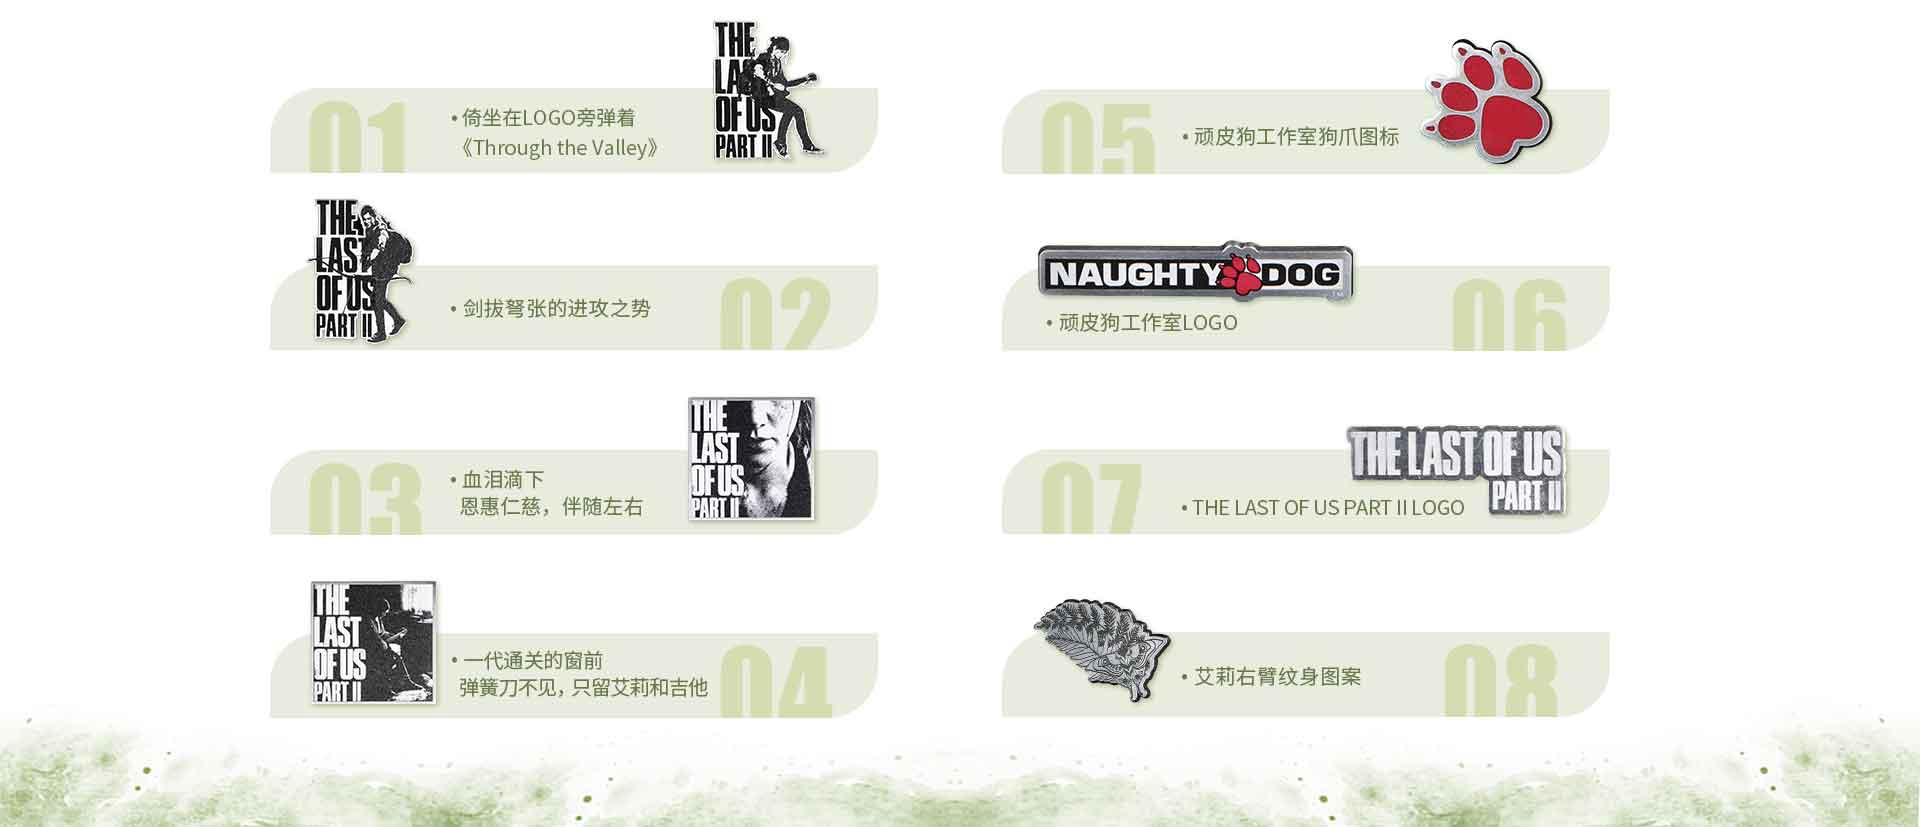 THE
LAST
OF US
PART II
01
• 倚坐在LOGO旁弹着
《Through the Valley》
THE
LAST
OF US
PART II
• 剑拔弩张的进攻之势
02
03
• 血泪滴下
恩惠仁慈，伴随左右
THE
LAST
OF US
PART II
THE
LAST
OF US
PART II
• 一代通关的窗前
弹簧刀不见，只留艾莉和吉他
04
05
• 顽皮狗工作室狗爪图标
NAUGHTY DOG
TM
• 顽皮狗工作室LOGO
06
07
• THE LAST OF US PART II LOGO
THE LAST OF US
PART II
• 艾莉右臂纹身图案
08